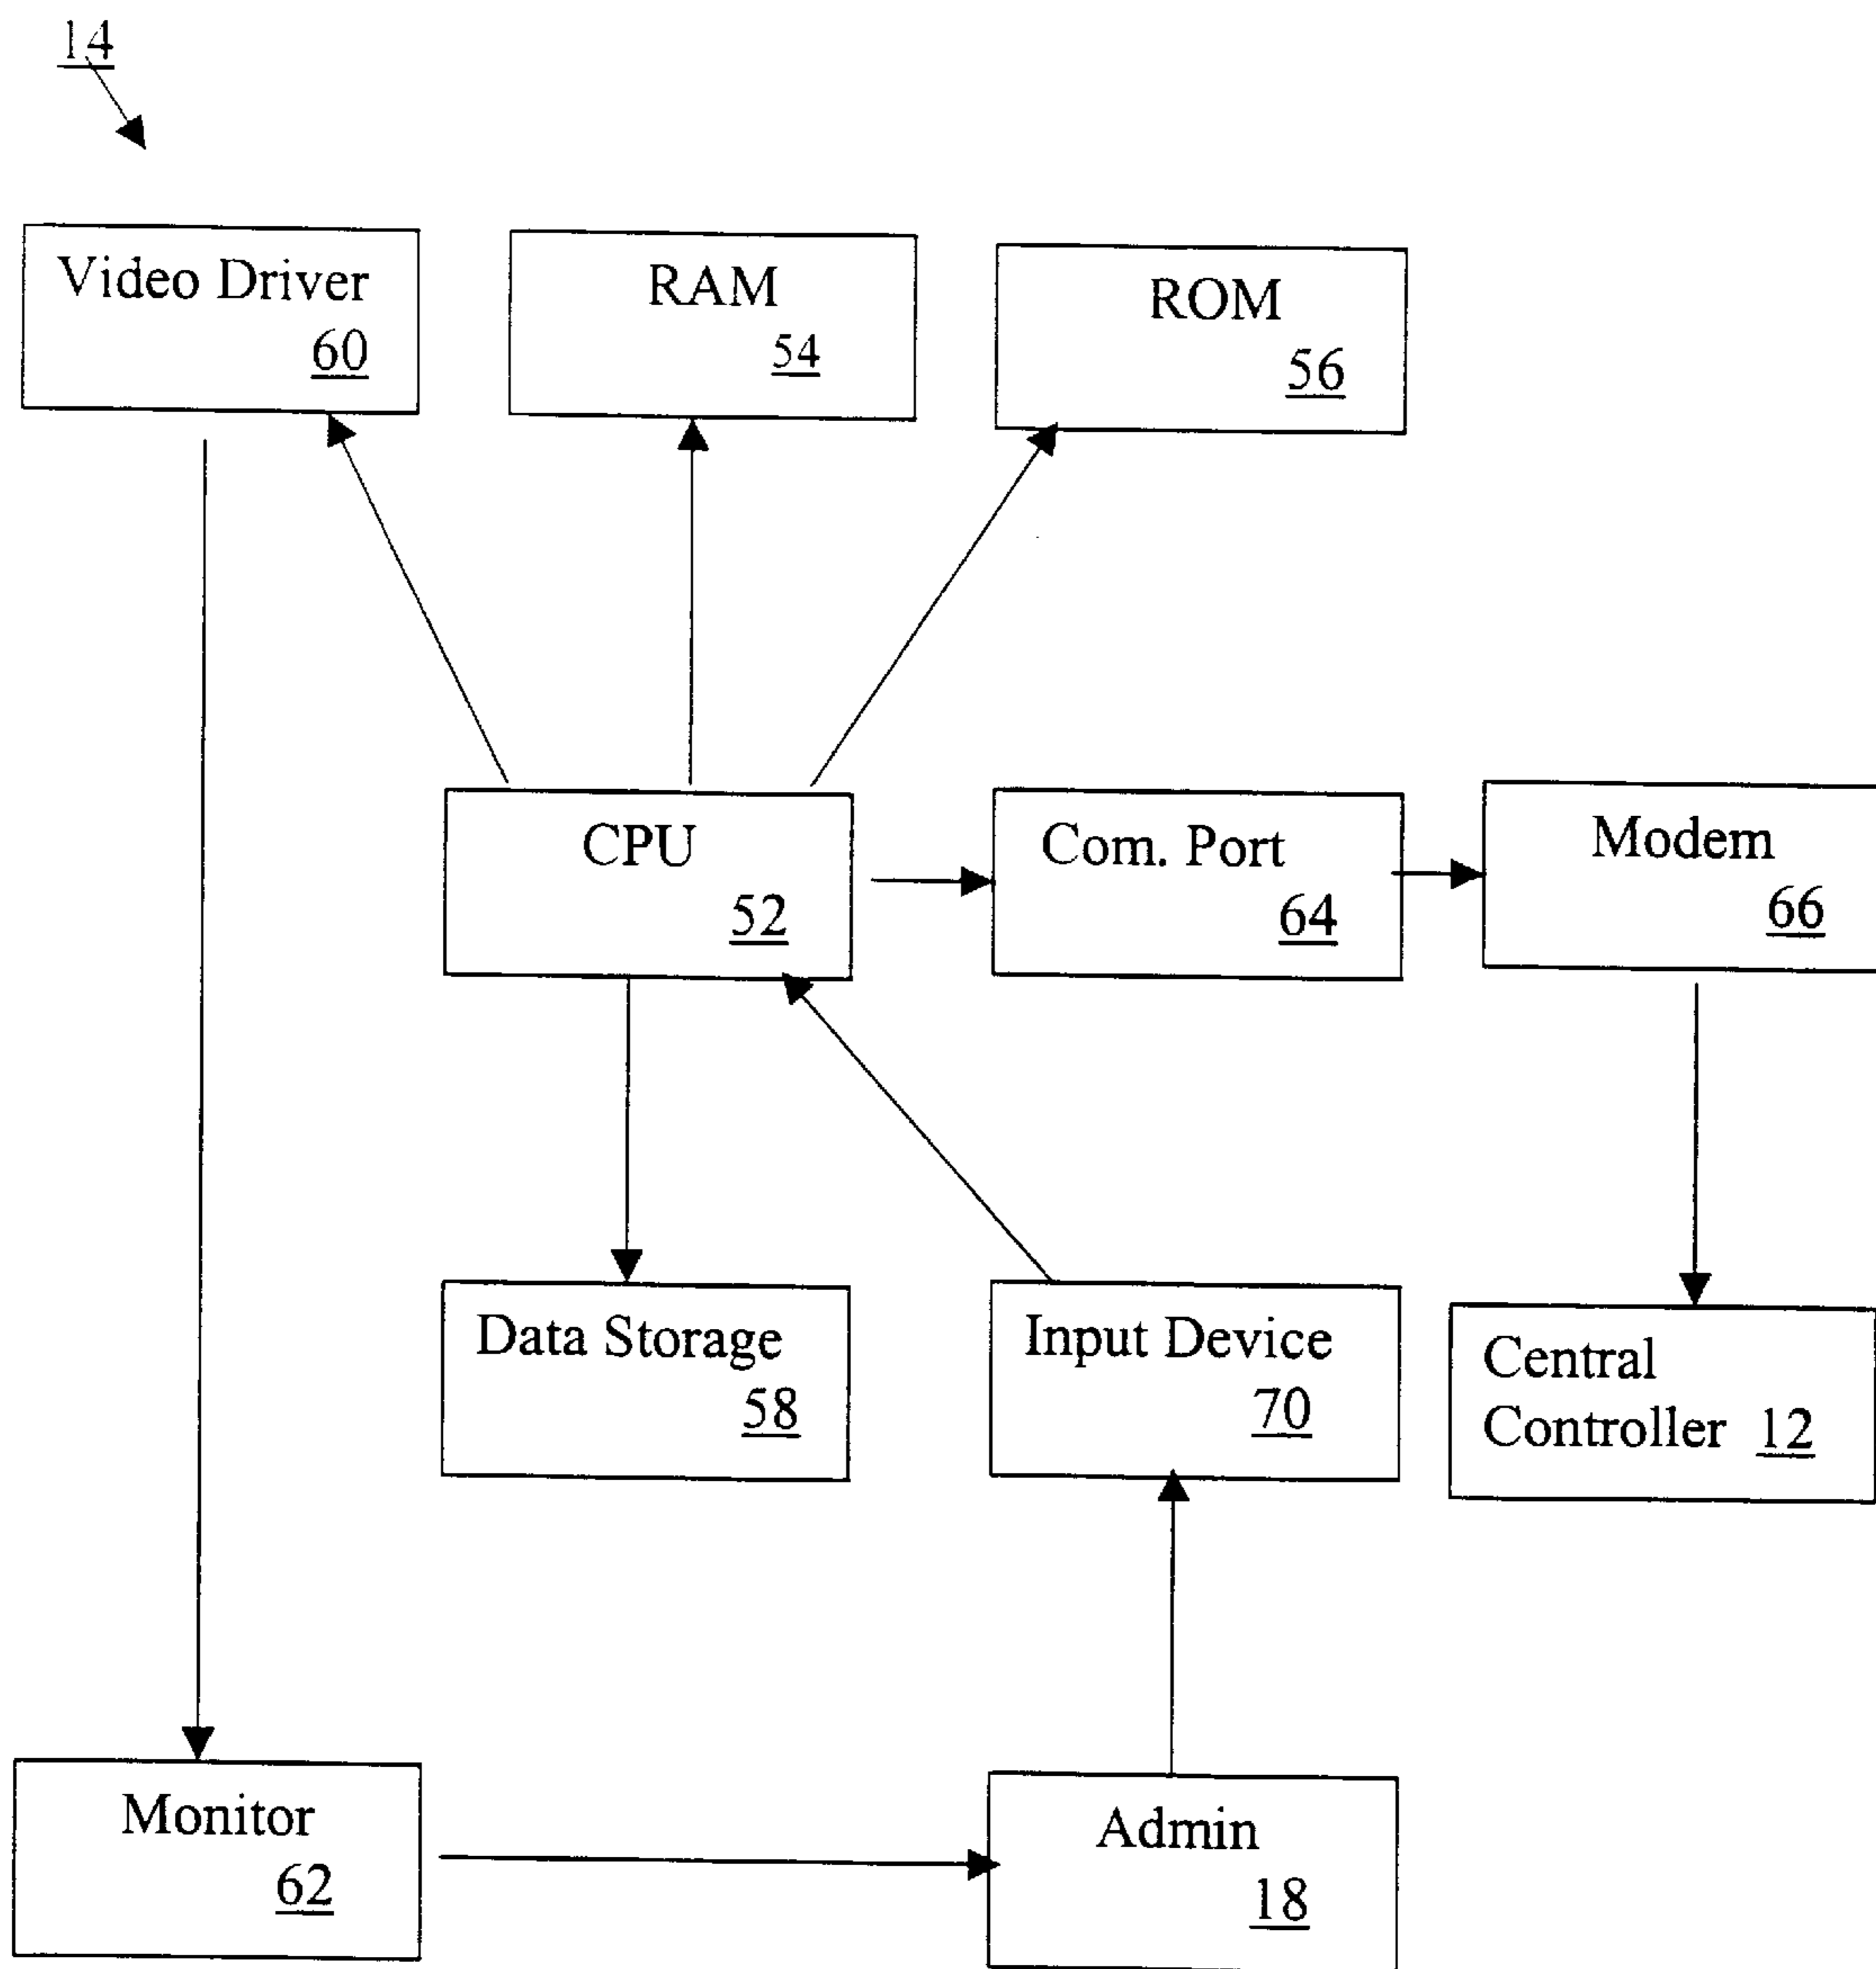 14
Video Driver
60
RAM
54
ROM
56
CPU
52
Com. Port
64
Modem
66
Data Storage
58
Input Device
70
Central
Controller 12
Monitor
62
Admin
18